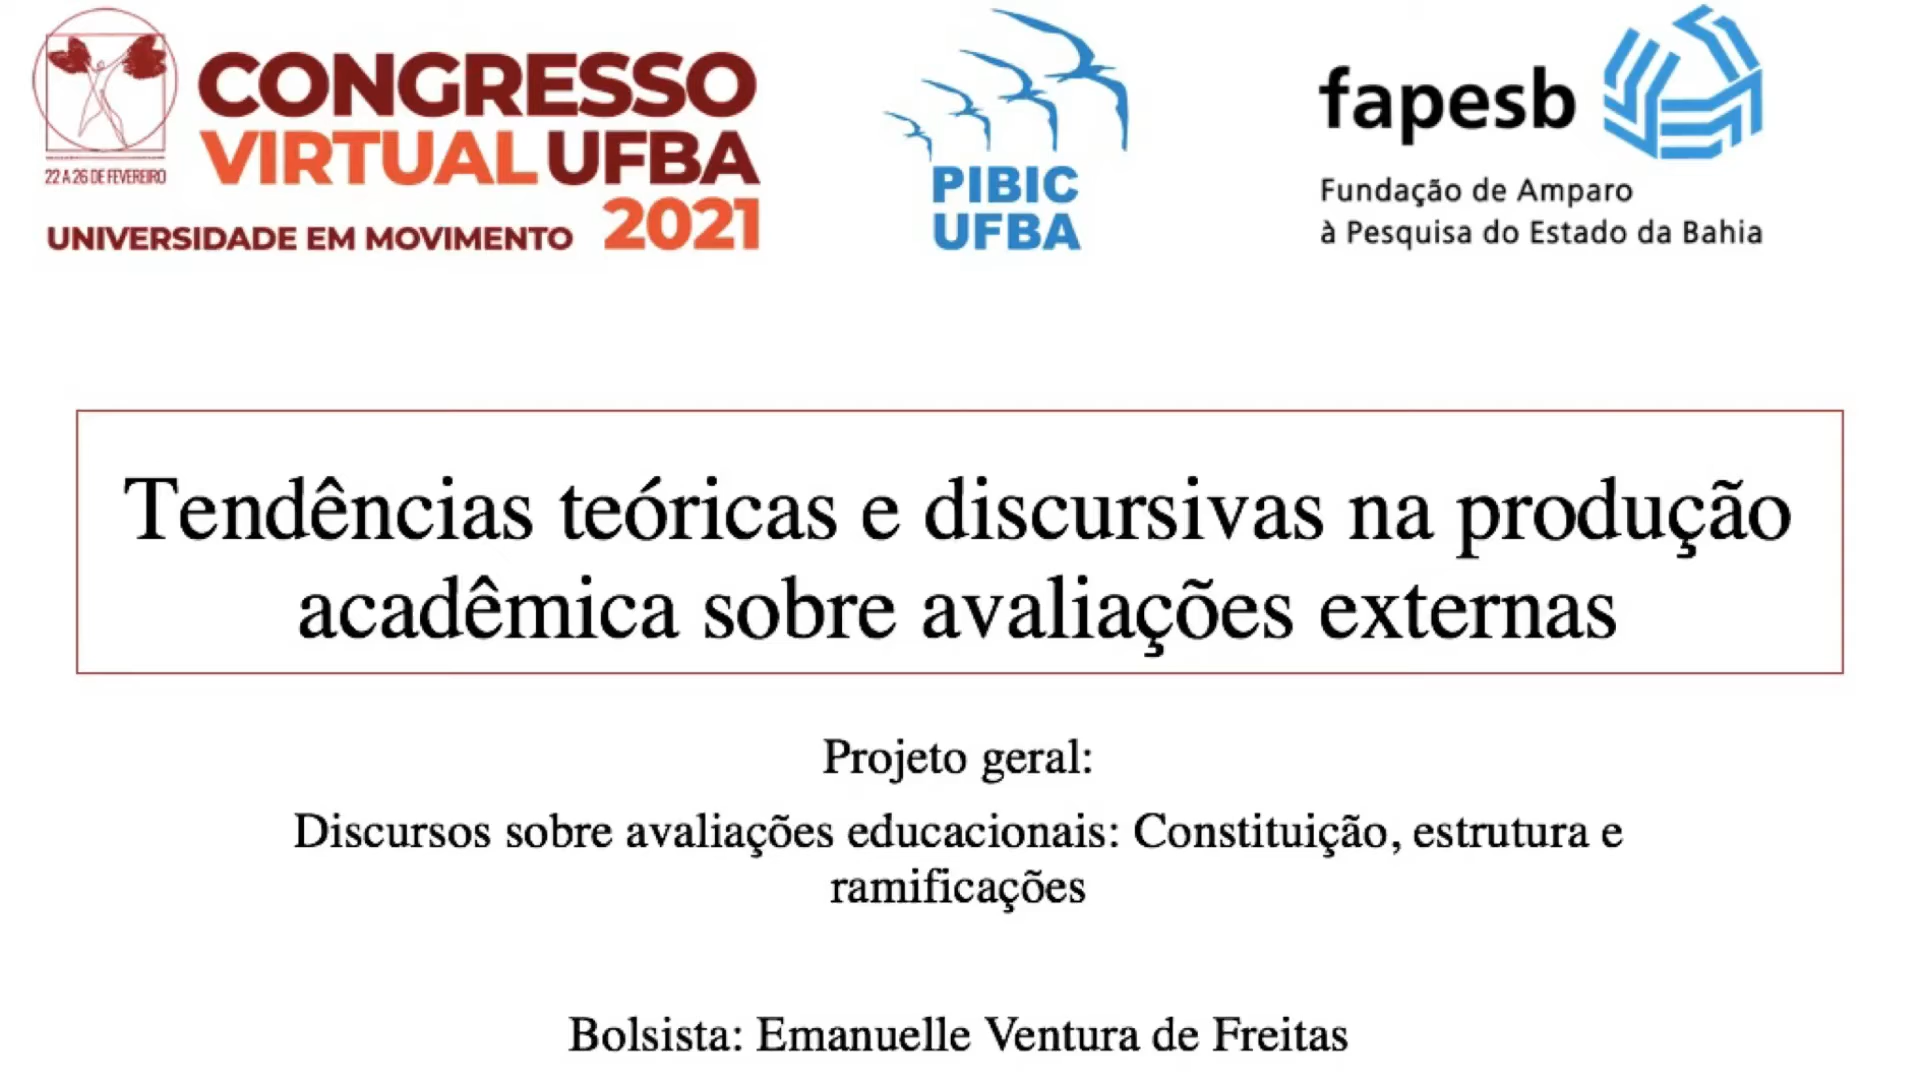 CONGRESSO
VIRTUAL UFBA
22 A 26 DE FEVEREIRO
UNIVERSIDADE EM MOVIMENTO 2021
PIBIC
UFBA
fapesb
Fundação de Amparo
à Pesquisa do Estado da Bahia
Tendências teóricas e discursivas na produção
acadêmica sobre avaliações externas
Projeto geral:
Discursos sobre avaliações educacionais: Constituição, estrutura e
ramificações
Bolsista: Emanuelle Ventura de Freitas